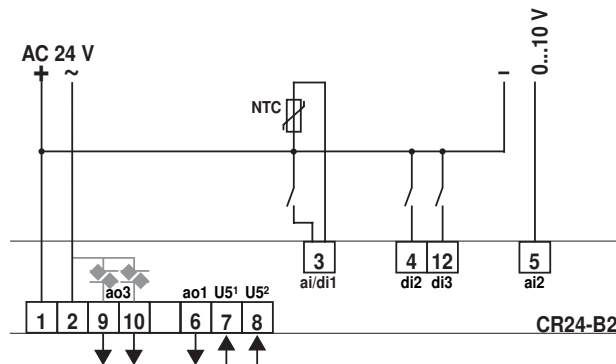 AC 24 V
+ ~
–
0...10 V
NTC
3
4 12
5
ai/di1
di2 di3
ai2
ao3
ao1 U5¹ U5²
1 2 9 10 6 7 8
CR24-B2